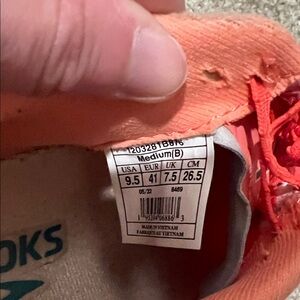 Medium(B)
USA EUR UK CM
9.5 41 7.5 26.5
05/22
MADE IN VIETNAM
FABRIQUÉ AU VIETNAM
OKS